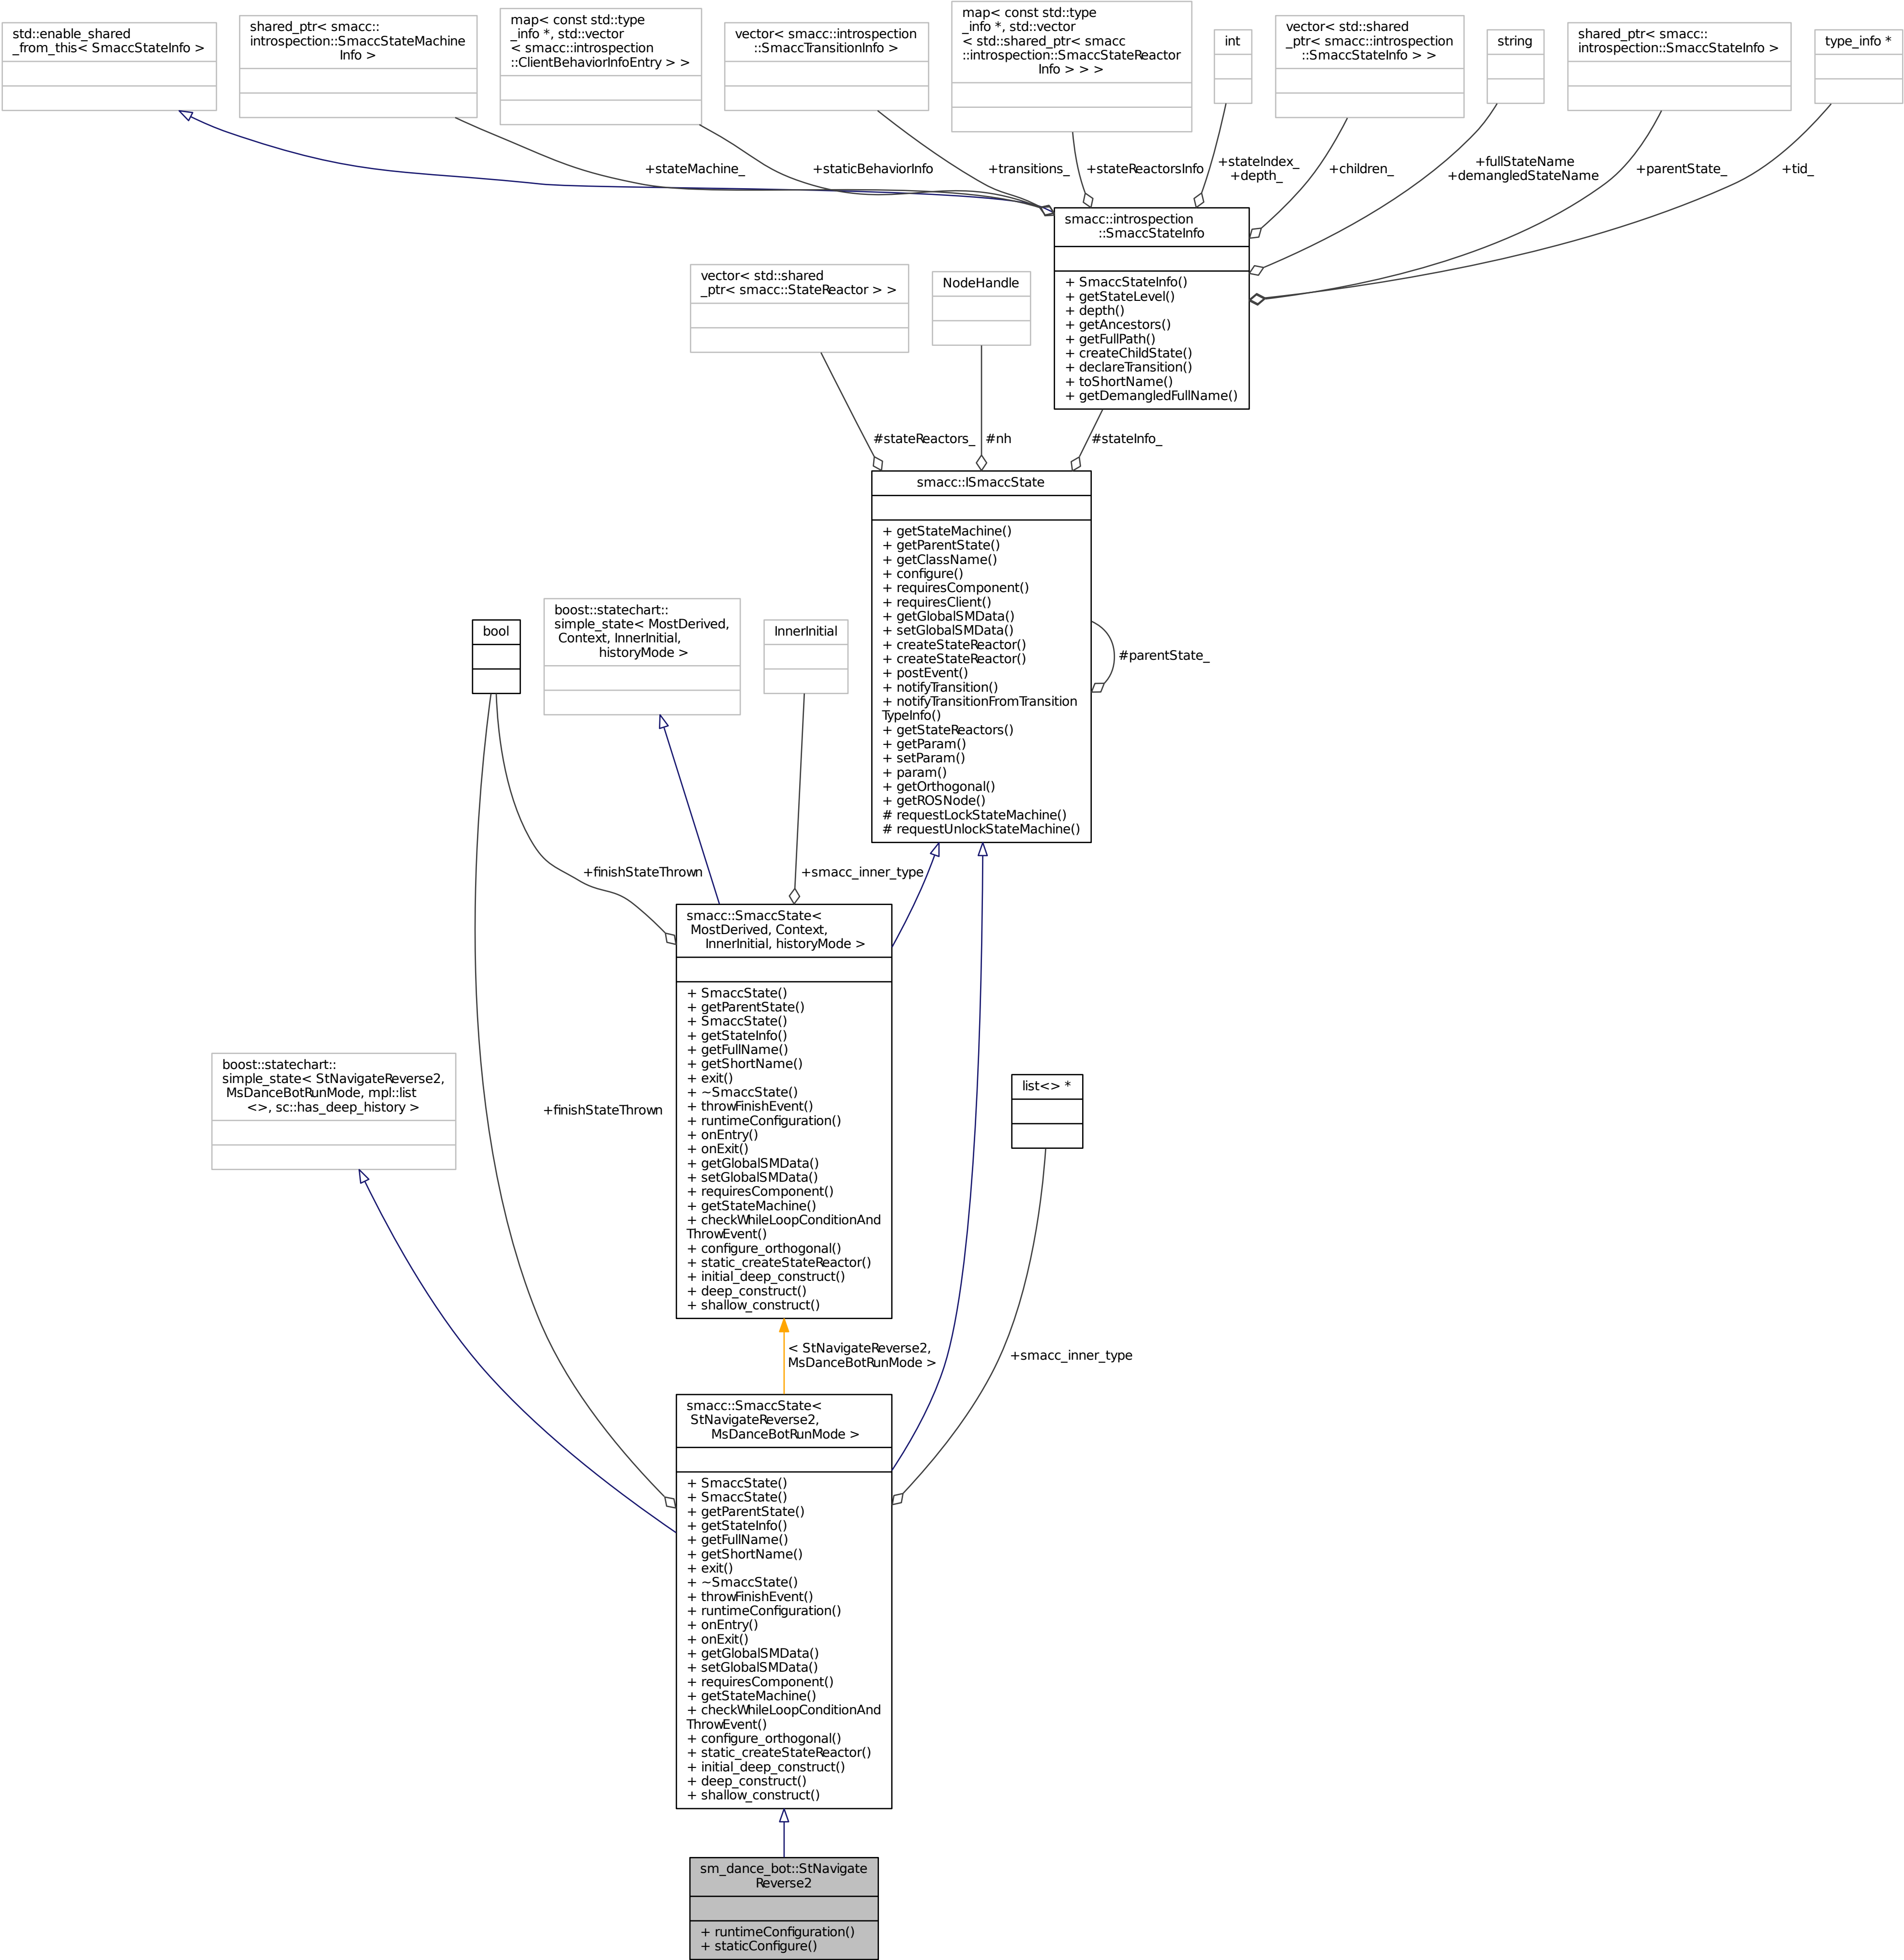 std::enable_shared
_from_this< SmaccStateInfo >
shared_ptr< smacc::
introspection::SmaccStateMachine
Info >
map< const std::type
_info *, std::vector
< smacc::introspection
::ClientBehaviorInfoEntry > >
vector< smacc::introspection
::SmaccTransitionInfo >
map< const std::type
_info *, std::vector
< std::shared_ptr< smacc
::introspection::SmaccStateReactor
Info > > >
int
vector< std::shared
_ptr< smacc::introspection
::SmaccStateInfo > >
string
shared_ptr< smacc::
introspection::SmaccStateInfo >
type_info *
+stateMachine_
+staticBehaviorInfo
+transitions_
+stateReactorsInfo
+stateIndex_
+depth_
+children_
+fullStateName
+demangledStateName
+parentState_
+tid_
smacc::introspection
::SmaccStateInfo
+ SmaccStateInfo()
+ getStateLevel()
+ depth()
+ getAncestors()
+ getFullPath()
+ createChildState()
+ declareTransition()
+ toShortName()
+ getDemangledFullName()
vector< std::shared
_ptr< smacc::StateReactor > >
NodeHandle
#stateReactors_
#nh
#stateInfo_
smacc::ISmaccState
+ getStateMachine()
+ getParentState()
+ getClassName()
+ configure()
+ requiresComponent()
+ requiresClient()
+ getGlobalSMData()
+ setGlobalSMData()
+ createStateReactor()
+ createStateReactor()
+ postEvent()
+ notifyTransition()
+ notifyTransitionFromTransition
TypeInfo()
+ getStateReactors()
+ getParam()
+ setParam()
+ param()
+ getOrthogonal()
+ getROSNode()
# requestLockStateMachine()
# requestUnlockStateMachine()
#parentState_
bool
boost::statechart::
simple_state< MostDerived,
Context, InnerInitial,
historyMode >
InnerInitial
+finishStateThrown
+smacc_inner_type
smacc::SmaccState<
MostDerived, Context,
InnerInitial, historyMode >
+ SmaccState()
+ getParentState()
+ SmaccState()
+ getStateInfo()
+ getFullName()
+ getShortName()
+ exit()
+ ~SmaccState()
+ throwFinishEvent()
+ runtimeConfiguration()
+ onEntry()
+ onExit()
+ getGlobalSMData()
+ setGlobalSMData()
+ requiresComponent()
+ getStateMachine()
+ checkWhileLoopConditionAnd
ThrowEvent()
+ configure_orthogonal()
+ static_createStateReactor()
+ initial_deep_construct()
+ deep_construct()
+ shallow_construct()
boost::statechart::
simple_state< StNavigateReverse2,
MsDanceBotRunMode, mpl::list
<>, sc::has_deep_history >
+finishStateThrown
list<> *
< StNavigateReverse2,
MsDanceBotRunMode >
+smacc_inner_type
smacc::SmaccState<
StNavigateReverse2,
MsDanceBotRunMode >
+ SmaccState()
+ SmaccState()
+ getParentState()
+ getStateInfo()
+ getFullName()
+ getShortName()
+ exit()
+ ~SmaccState()
+ throwFinishEvent()
+ runtimeConfiguration()
+ onEntry()
+ onExit()
+ getGlobalSMData()
+ setGlobalSMData()
+ requiresComponent()
+ getStateMachine()
+ checkWhileLoopConditionAnd
ThrowEvent()
+ configure_orthogonal()
+ static_createStateReactor()
+ initial_deep_construct()
+ deep_construct()
+ shallow_construct()
sm_dance_bot::StNavigate
Reverse2
+ runtimeConfiguration()
+ staticConfigure()